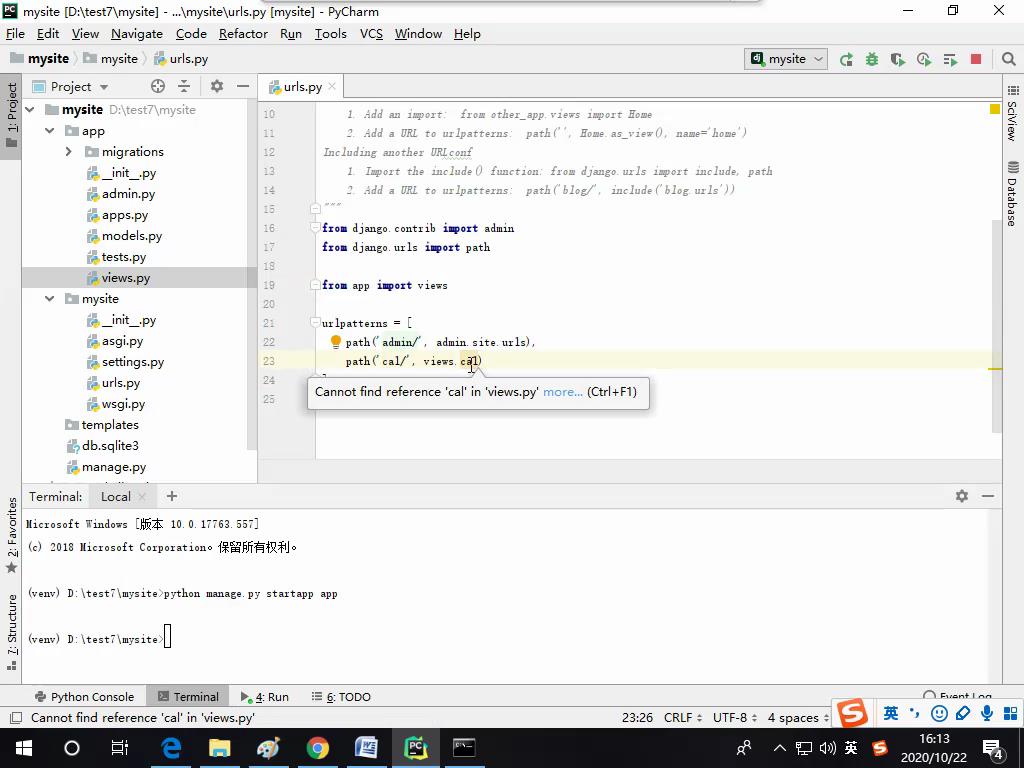 mysite [D:\test7\mysite] - ...\mysite\urls.py [mysite] - PyCharm
File Edit View Navigate Code Refactor Run Tools VCS Window Help
mysite mysite urls.py mysite
1: Project
Project
urls.py
mysite D:\test7\mysite
app
migrations
__init__.py
admin.py
apps.py
models.py
tests.py
views.py
mysite
__init__.py
asgi.py
settings.py
urls.py
wsgi.py
templates
db.sqlite3
manage.py
10 1. Add an import:  from other_app.views import Home
11 2. Add a URL to urlpatterns:  path('', Home.as_view(), name='home')
12 Including another URLconf
13 1. Import the include() function: from django.urls import include, path
14 2. Add a URL to urlpatterns:  path('blog/', include('blog.urls'))
15 """
16 from django.contrib import admin
17 from django.urls import path
18
19 from app import views
20
21 urlpatterns = [
22 path('admin/', admin.site.urls),
23 path('cal/', views.cal)
24 ]
25
Cannot find reference 'cal' in 'views.py' more... (Ctrl+F1)
SciView
Database
2: Favorites
7: Structure
Terminal: Local
Microsoft Windows [版本 10.0.17763.557]
(c) 2018 Microsoft Corporation。保留所有权利。
(venv) D:\test7\mysite>python manage.py startapp app
(venv) D:\test7\mysite>
Python Console Terminal 4: Run 6: TODO Event Log
Cannot find reference 'cal' in 'views.py' 23:26 CRLF UTF-8 4 spaces
英
英
16:13
2020/10/22
4